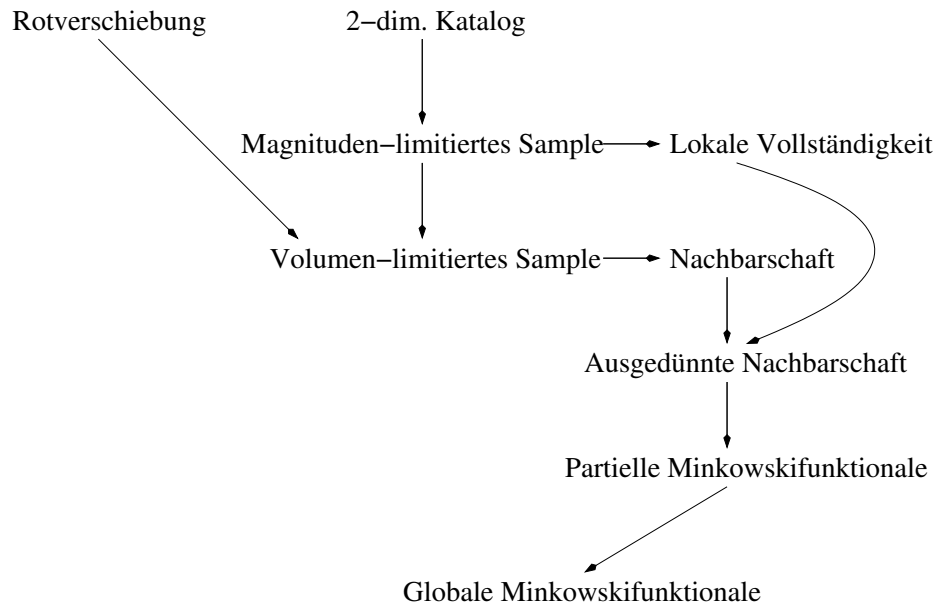 Rotverschiebung
2−dim. Katalog
Magnituden−limitiertes Sample
Lokale Vollständigkeit
Volumen−limitiertes Sample
Nachbarschaft
Ausgedünnte Nachbarschaft
Partielle Minkowskifunktionale
Globale Minkowskifunktionale